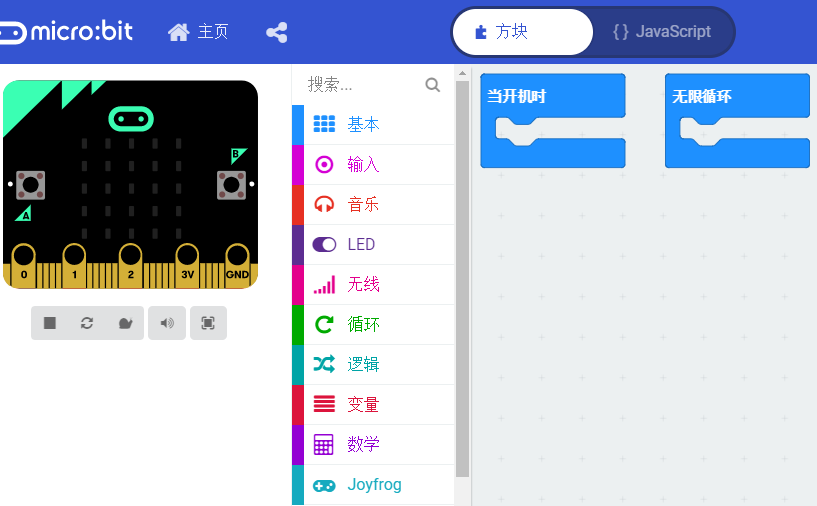 micro:bit 主页 方块 { } JavaScript
搜索...
基本
输入
音乐
LED
无线
循环
逻辑
变量
数学
Joyfrog
当开机时 无限循环
B
A
0 1 2 3V GND